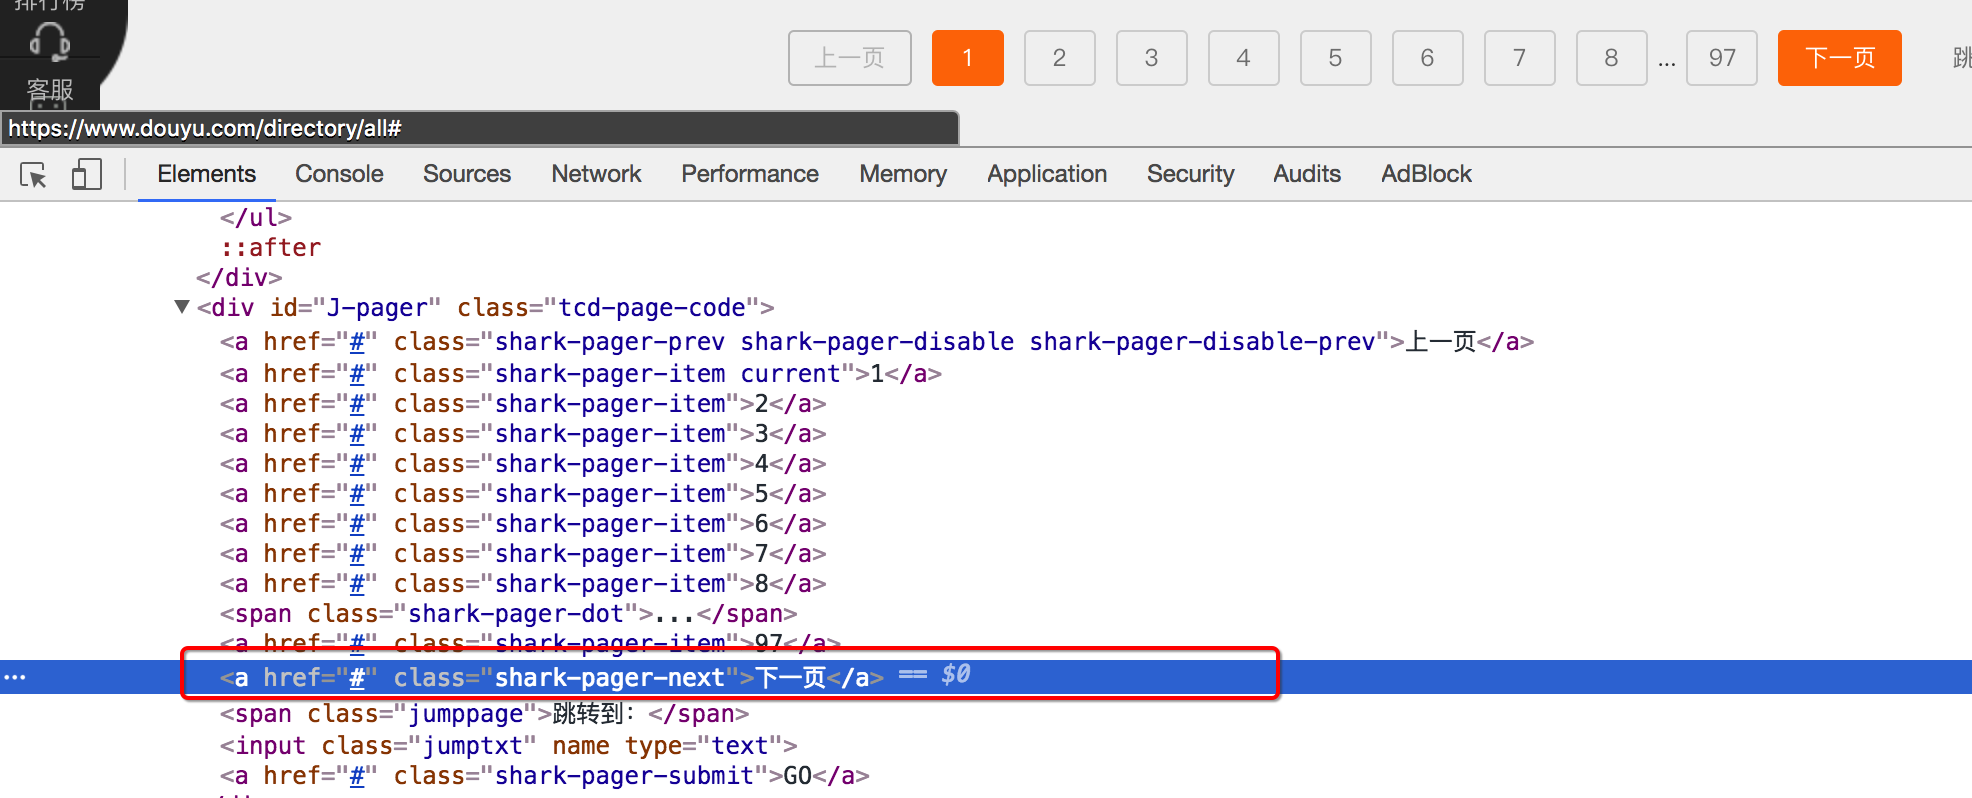 排行榜
客服
上一页 1 2 3 4 5 6 7 8 ... 97 下一页 跳
https://www.douyu.com/directory/all#
Elements Console Sources Network Performance Memory Application Security Audits AdBlock
</ul>
::after
</div>
▼<div id="J-pager" class="tcd-page-code">
<a href="#" class="shark-pager-prev shark-pager-disable shark-pager-disable-prev">上一页</a>
<a href="#" class="shark-pager-item current">1</a>
<a href="#" class="shark-pager-item">2</a>
<a href="#" class="shark-pager-item">3</a>
<a href="#" class="shark-pager-item">4</a>
<a href="#" class="shark-pager-item">5</a>
<a href="#" class="shark-pager-item">6</a>
<a href="#" class="shark-pager-item">7</a>
<a href="#" class="shark-pager-item">8</a>
<span class="shark-pager-dot">...</span>
<a href="#" class="shark-pager-item">97</a>
... <a href="#" class="shark-pager-next">下一页</a> == $0
<span class="jumppage">跳转到: </span>
<input class="jumptxt" name type="text">
<a href="#" class="shark-pager-submit">GO</a>